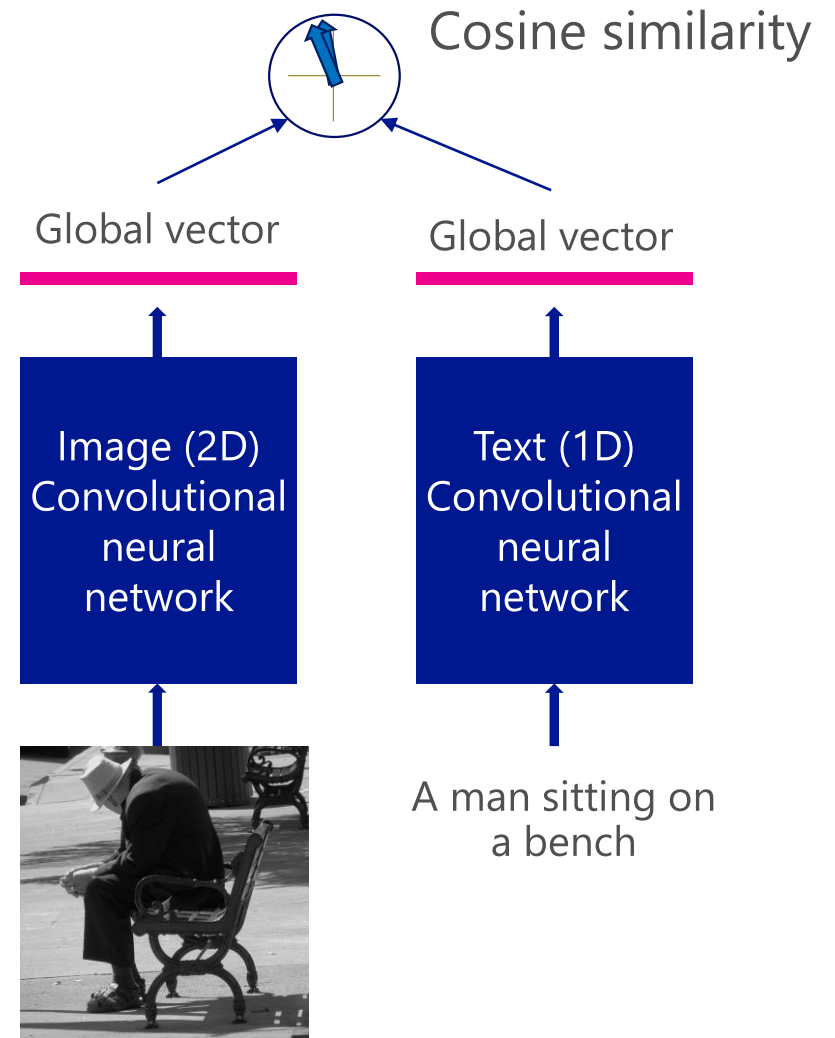 Cosine similarity
Global vector
Global vector
Image (2D)
Convolutional
neural
network
Text (1D)
Convolutional
neural
network
A man sitting on
a bench